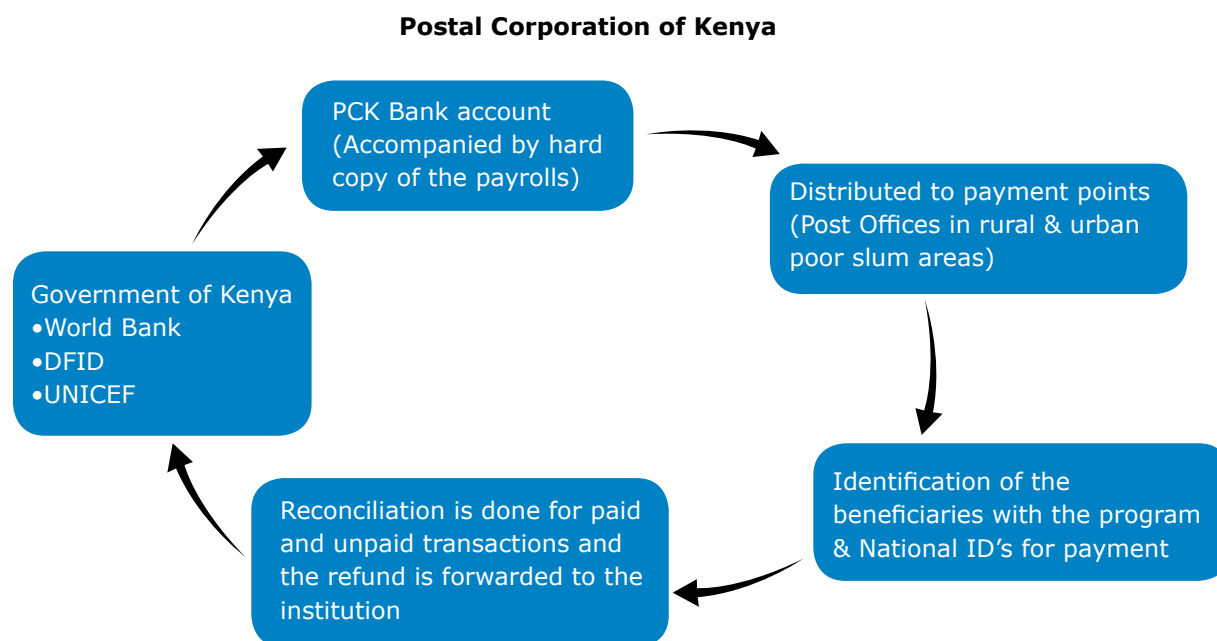 Postal Corporation of Kenya
PCK Bank account
(Accompanied by hard
copy of the payrolls)
Distributed to payment points
(Post Offices in rural & urban
poor slum areas)
Identification of the
beneficiaries with the program
& National ID’s for payment
Reconciliation is done for paid
and unpaid transactions and
the refund is forwarded to the
institution
Government of Kenya
•World Bank
•DFID
•UNICEF